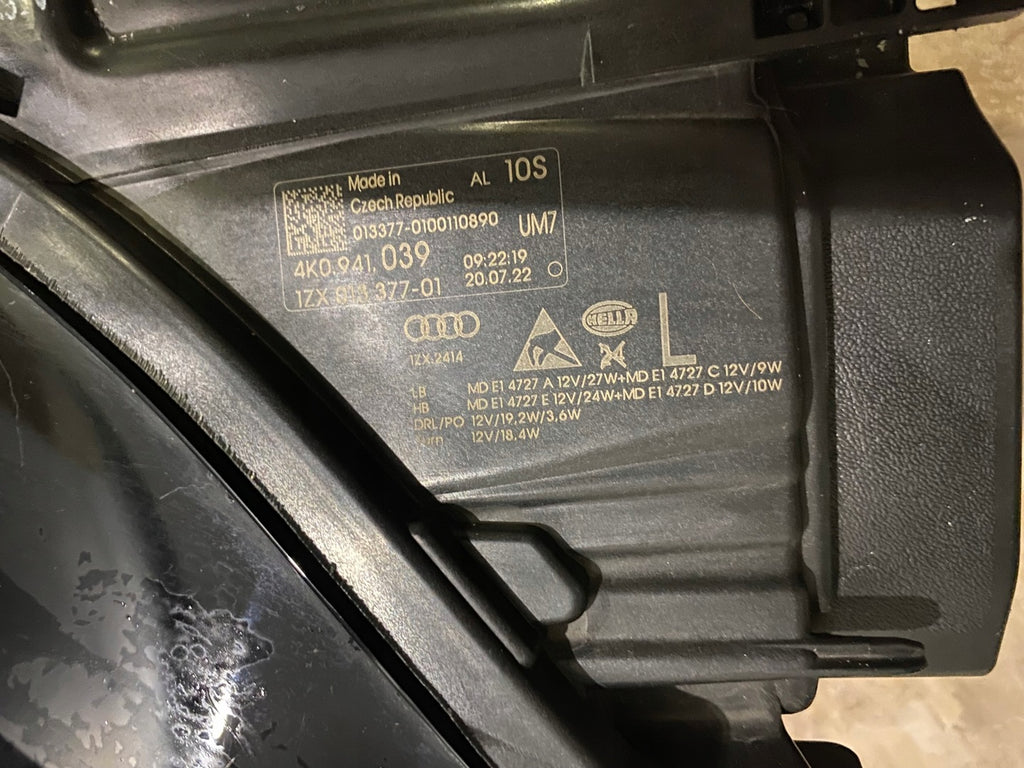 Made in AL 10S
Czech Republic
013377-0100110890 UM7
4K0.941. 039 09:22:19
1ZX 377-01 20.07.22
1ZX.2414
HELLA
L
LB MD E1 4727 A 12V/27W+MD E1 4727 C 12V/9W
HB MD E1 4727 E 12V/24W+MD E1 4727 D 12V/10W
DRL/PO 12V/19,2W/3,6W
Turn 12V/18,4W